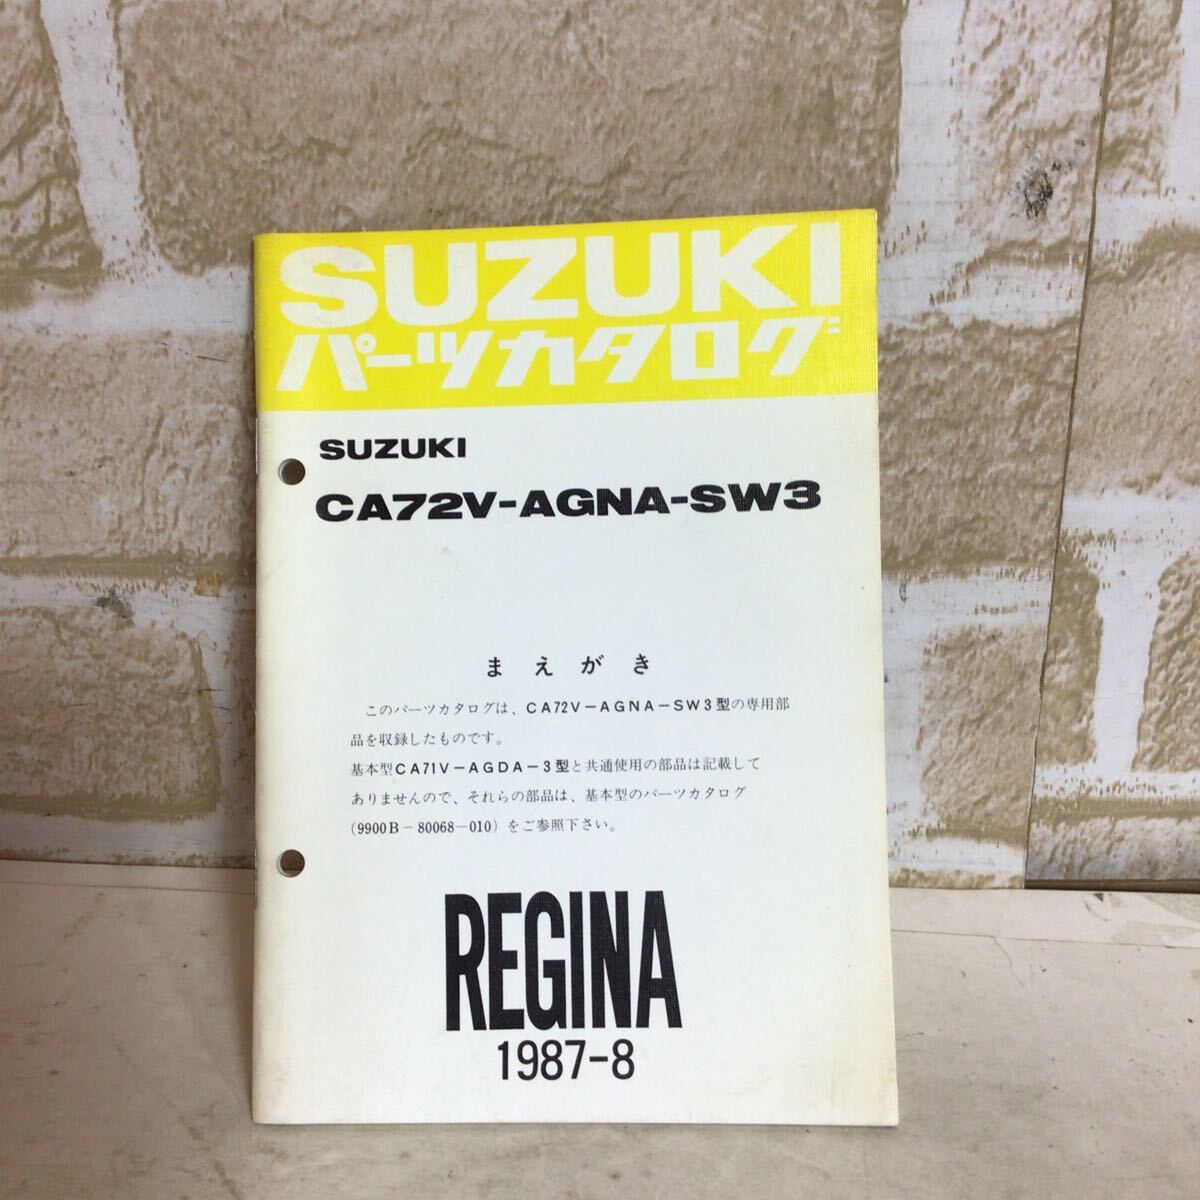 SUZUKI
パーツカタログ
SUZUKI
CA72V-AGNA-SW3
まえがき
このパーツカタログは、CA72V-AGNA-SW3型の専用部
品を収録したものです。
基本型CA71V-AGDA-3型と共通使用の部品は記載して
ありませんので、それらの部品は、基本型のパーツカタログ
(9900B-80068-010)をご参照下さい。
REGINA
1987-8